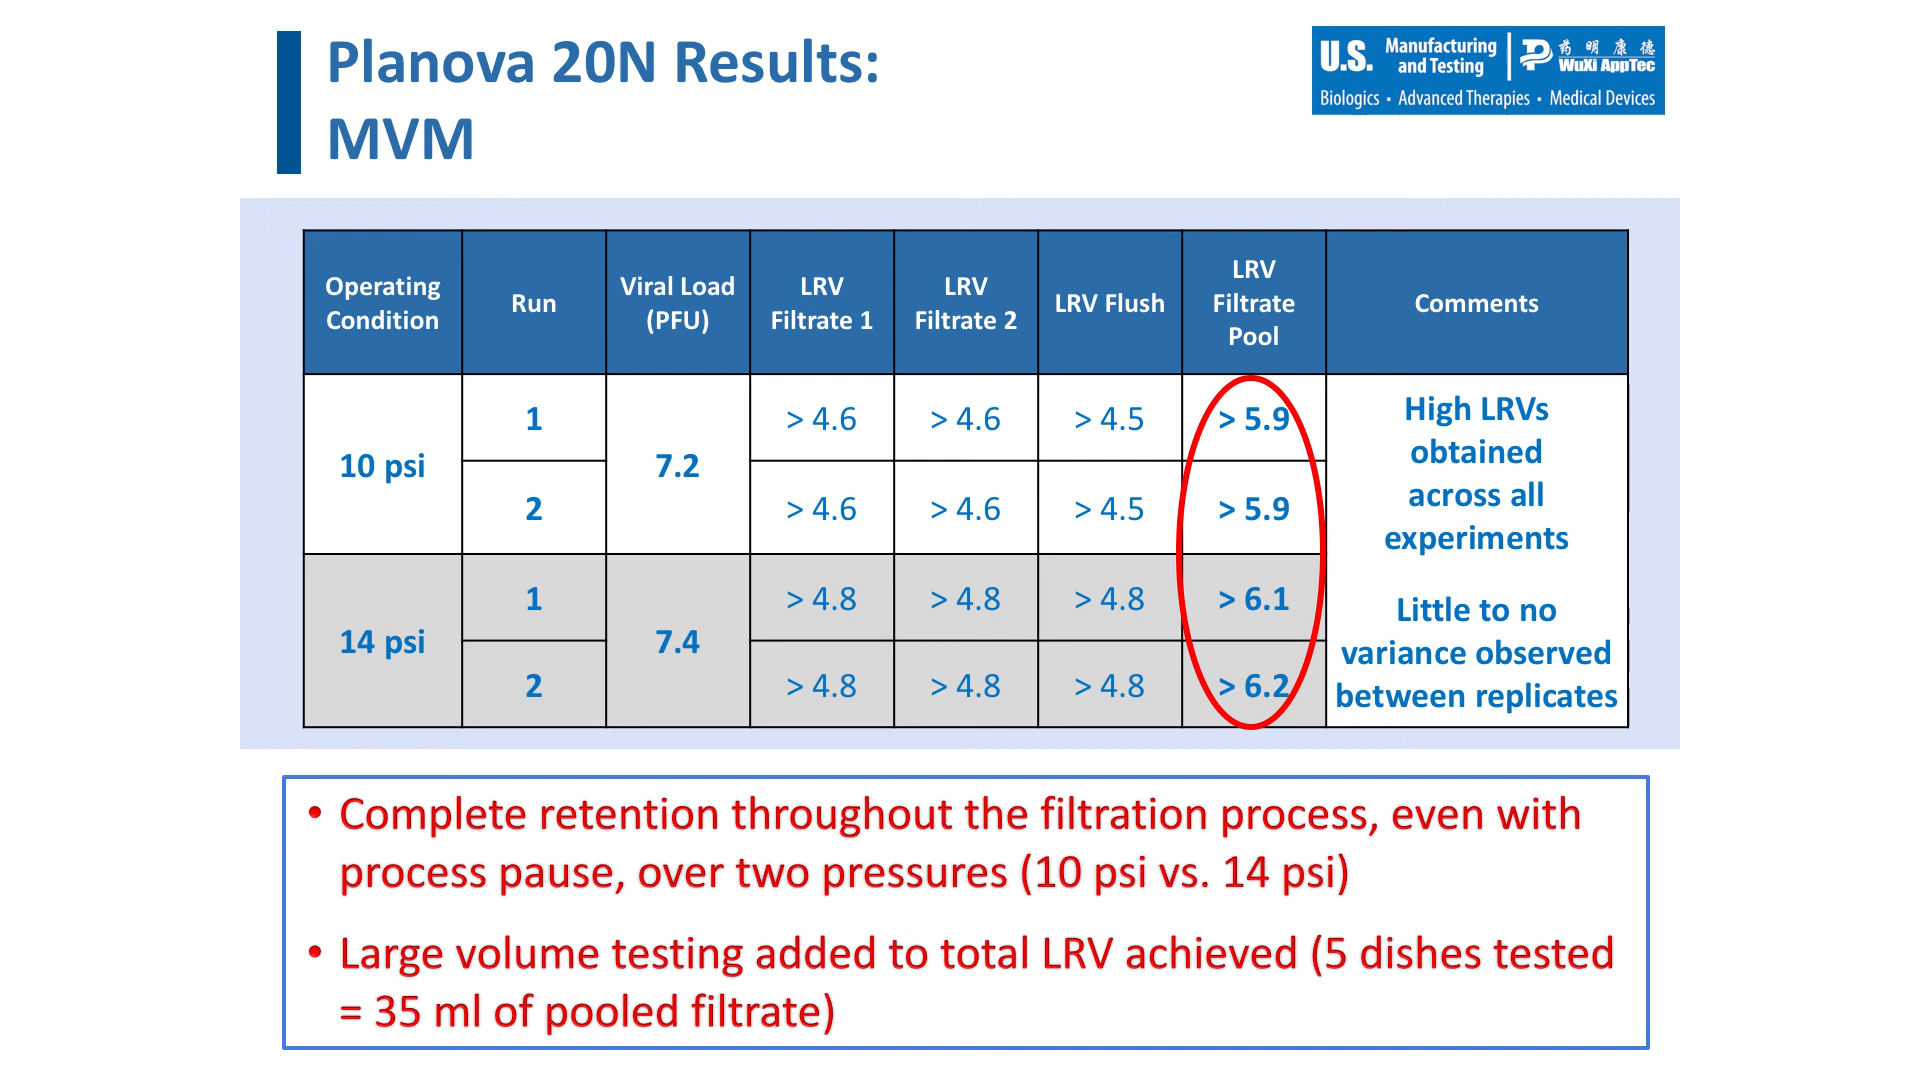 Planova 20N Results:
MVM
U.S. Manufacturing and Testing
药明康德
WuXi AppTec
Biologics • Advanced Therapies • Medical Devices
Operating Condition | Run | Viral Load (PFU) | LRV Filtrate 1 | LRV Filtrate 2 | LRV Flush | LRV Filtrate Pool | Comments
10 psi | 1 | 7.2 | > 4.6 | > 4.6 | > 4.5 | > 5.9
2 | > 4.6 | > 4.6 | > 4.5 | > 5.9
14 psi | 1 | 7.4 | > 4.8 | > 4.8 | > 4.8 | > 6.1
2 | > 4.8 | > 4.8 | > 4.8 | > 6.2
High LRVs
obtained
across all
experiments
Little to no
variance observed
between replicates
• Complete retention throughout the filtration process, even with
process pause, over two pressures (10 psi vs. 14 psi)
• Large volume testing added to total LRV achieved (5 dishes tested
= 35 ml of pooled filtrate)